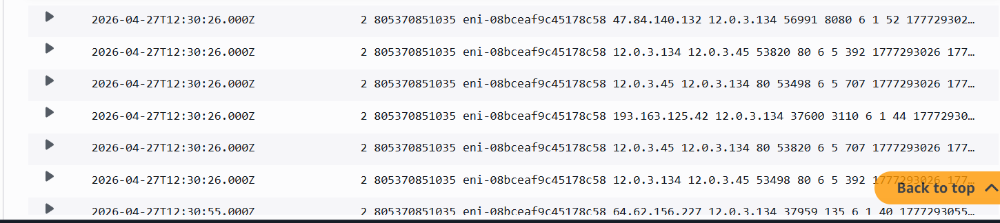 2026-04-27T12:30:26.000Z 2 805370851035 eni-08bceaf9c45178c58 47.84.140.132 12.0.3.134 56991 8080 6 1 52 177729302…
2026-04-27T12:30:26.000Z 2 805370851035 eni-08bceaf9c45178c58 12.0.3.134 12.0.3.45 53820 80 6 5 392 1777293026 177…
2026-04-27T12:30:26.000Z 2 805370851035 eni-08bceaf9c45178c58 12.0.3.45 12.0.3.134 80 53498 6 5 707 1777293026 177…
2026-04-27T12:30:26.000Z 2 805370851035 eni-08bceaf9c45178c58 193.163.125.42 12.0.3.134 37600 3110 6 1 44 17772930…
2026-04-27T12:30:26.000Z 2 805370851035 eni-08bceaf9c45178c58 12.0.3.45 12.0.3.134 80 53820 6 5 707 1777293026 177…
2026-04-27T12:30:26.000Z 2 805370851035 eni-08bceaf9c45178c58 12.0.3.134 12.0.3.45 53498 80 6 5 392 1777293026 177…
Back to top
2026-04-27T12:30:55.000Z 2 805370851035 eni-08bceaf9c45178c58 64.62.156.227 12.0.3.134 37959 135 6 1 40 1777293055…